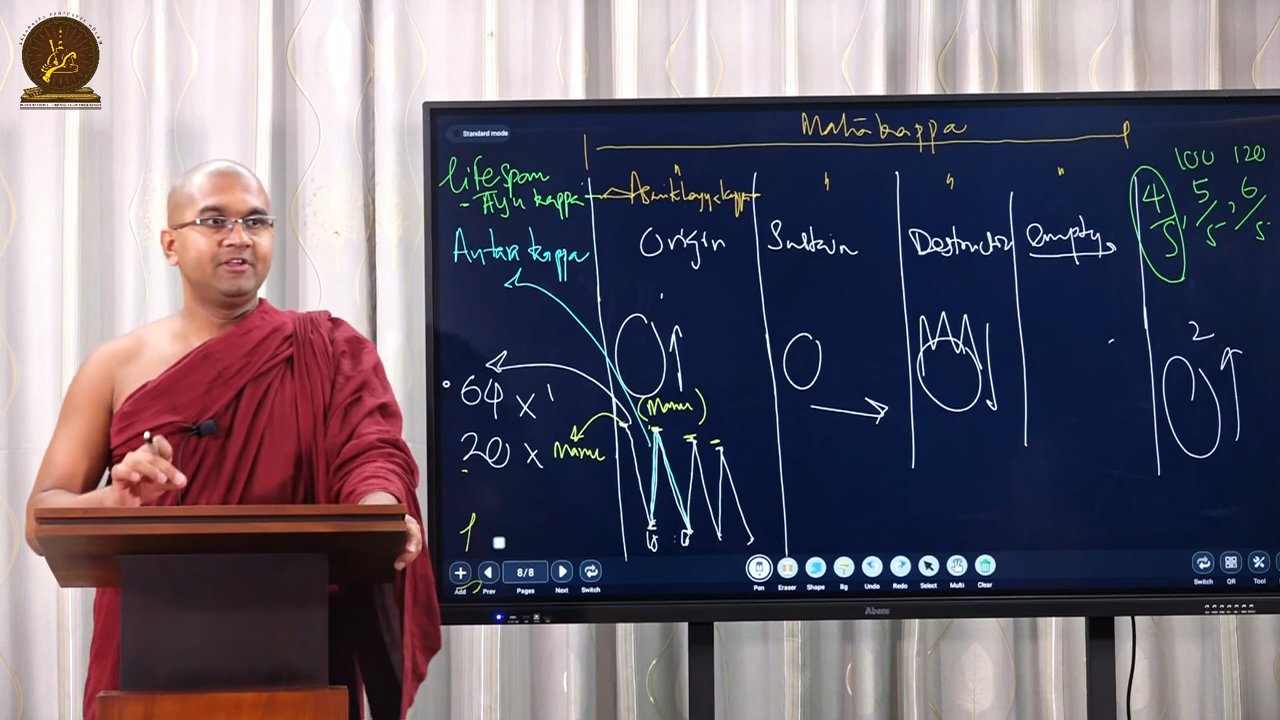 Standard mode
Mahākappa
lifespan
- Āyu kappa
Asankheyyakappa
"
"
"
"
Antara kappa
Origin
Sustain
Destructio
empty
100 120
4/5, 5/5, 6/5
2
64 x 1
20 x
Manu
(Manu)
1
8/8
Add
Prev
Pages
Next
Switch
Pen
Eraser
Shape
Bg
Undo
Redo
Select
Multi
Clear
Switch
QR
Tool